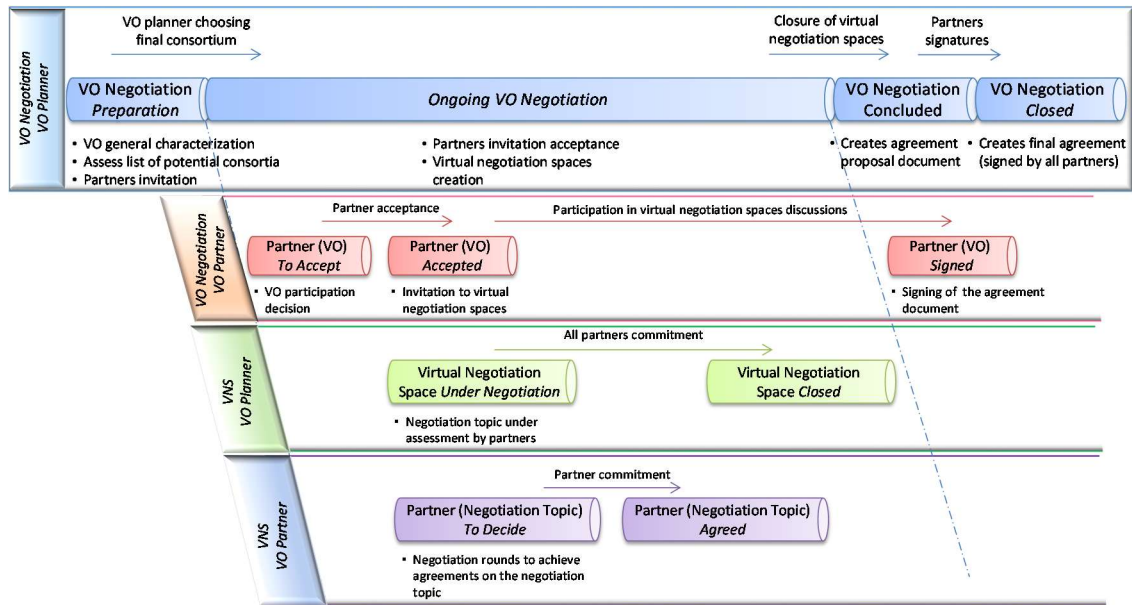 VO Negotiation
VO Planner
VO planner choosing
final consortium
Closure of virtual
negotiation spaces
Partners
signatures
VO Negotiation
Preparation
Ongoing VO Negotiation
VO Negotiation
Concluded
VO Negotiation
Closed
▪ VO general characterization
▪ Assess list of potential consortia
▪ Partners invitation
▪ Partners invitation acceptance
▪ Virtual negotiation spaces
creation
▪ Creates agreement
proposal document
▪ Creates final agreement
(signed by all partners)
VO Negotiation
VO Partner
Partner acceptance
Participation in virtual negotiation spaces discussions
Partner (VO)
To Accept
Partner (VO)
Accepted
Partner (VO)
Signed
▪ VO participation
decision
▪ Invitation to virtual
negotiation spaces
▪ Signing of the agreement
document
VNS
VO Planner
All partners commitment
Virtual Negotiation
Space Under Negotiation
Virtual Negotiation
Space Closed
▪ Negotiation topic under
assessment by partners
VNS
VO Partner
Partner commitment
Partner (Negotiation Topic)
To Decide
Partner (Negotiation Topic)
Agreed
▪ Negotiation rounds to achieve
agreements on the negotiation
topic